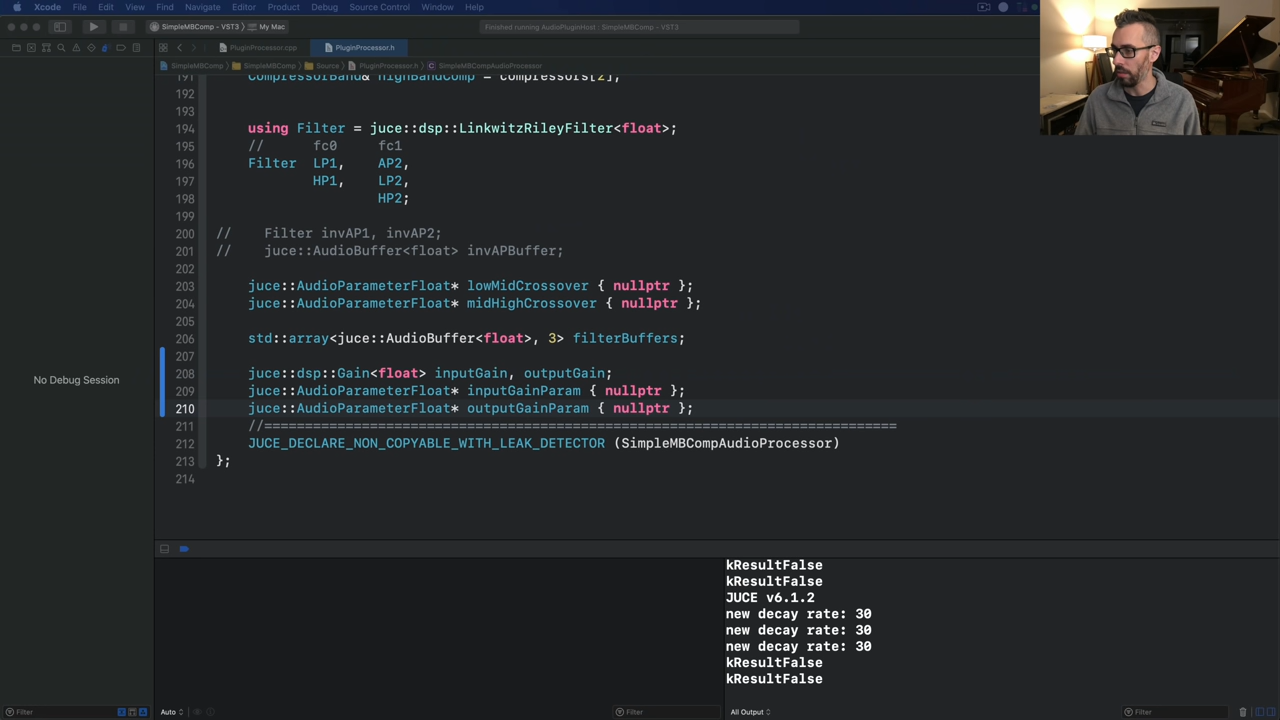 Xcode File Edit View Find Navigate Editor Product Debug Source Control Window Help
SimpleMBComp - VST3 My Mac
Finished running AudioPluginHost : SimpleMBComp - VST3
PluginProcessor.cpp PluginProcessor.h
SimpleMBComp SimpleMBComp Source PluginProcessor.h SimpleMBCompAudioProcessor
191 CompressorBand& highBandComp = compressors[2];
192
193
194 using Filter = juce::dsp::LinkwitzRileyFilter<float>;
195 // fc0 fc1
196 Filter LP1, AP2,
197 HP1, LP2,
198 HP2;
199
200 // Filter invAP1, invAP2;
201 // juce::AudioBuffer<float> invAPBuffer;
202
203 juce::AudioParameterFloat* lowMidCrossover { nullptr };
204 juce::AudioParameterFloat* midHighCrossover { nullptr };
205
206 std::array<juce::AudioBuffer<float>, 3> filterBuffers;
207
208 juce::dsp::Gain<float> inputGain, outputGain;
209 juce::AudioParameterFloat* inputGainParam { nullptr };
210 juce::AudioParameterFloat* outputGainParam { nullptr };
211 //==============================================================================
212 JUCE_DECLARE_NON_COPYABLE_WITH_LEAK_DETECTOR (SimpleMBCompAudioProcessor)
213 };
214
No Debug Session
kResultFalse
kResultFalse
JUCE v6.1.2
new decay rate: 30
new decay rate: 30
new decay rate: 30
kResultFalse
kResultFalse
Filter
Auto
Filter
All Output
Filter